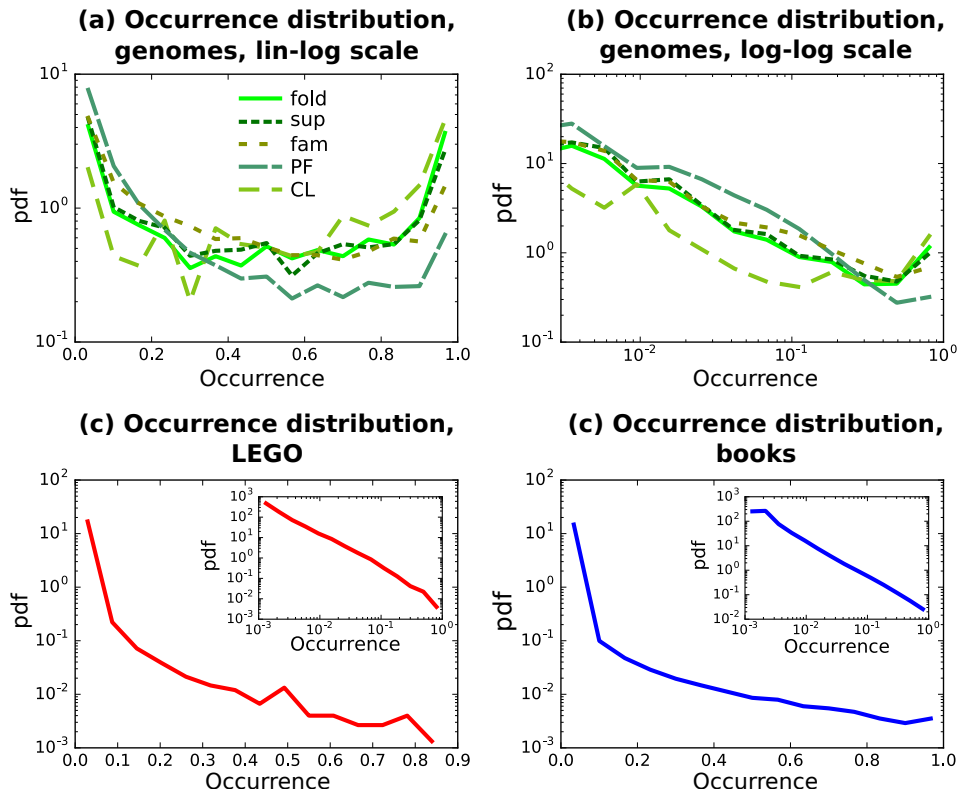 (a) Occurrence distribution,
genomes, lin-log scale
10^1
10^0
10^-1
pdf
fold
sup
fam
PF
CL
0.0 0.2 0.4 0.6 0.8 1.0
Occurrence
(b) Occurrence distribution,
genomes, log-log scale
10^2
10^1
10^0
10^-1
pdf
10^-2 10^-1 10^0
Occurrence
(c) Occurrence distribution,
LEGO
10^2
10^1
10^0
10^-1
10^-2
10^-3
pdf
10^3
10^2
10^1
10^0
10^-1
10^-2
10^-3
pdf
10^-3 10^-2 10^-1 10^0
Occurrence
0.0 0.1 0.2 0.3 0.4 0.5 0.6 0.7 0.8 0.9
Occurrence
(c) Occurrence distribution,
books
10^2
10^1
10^0
10^-1
10^-2
10^-3
pdf
10^3
10^2
10^1
10^0
10^-1
10^-2
pdf
10^-3 10^-2 10^-1 10^0
Occurrence
0.0 0.2 0.4 0.6 0.8 1.0
Occurrence